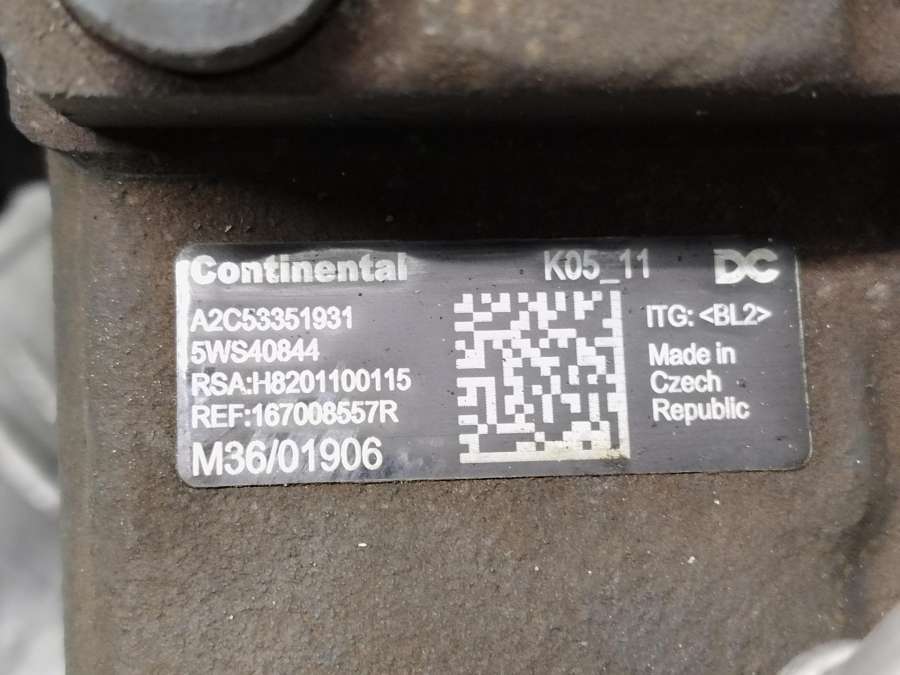 Continental K05_11 DC
A2C53351931
ITG: <BL2>
5WS40844
Made in
RSA:H8201100115
Czech
REF:167008557R
Republic
M36/01906